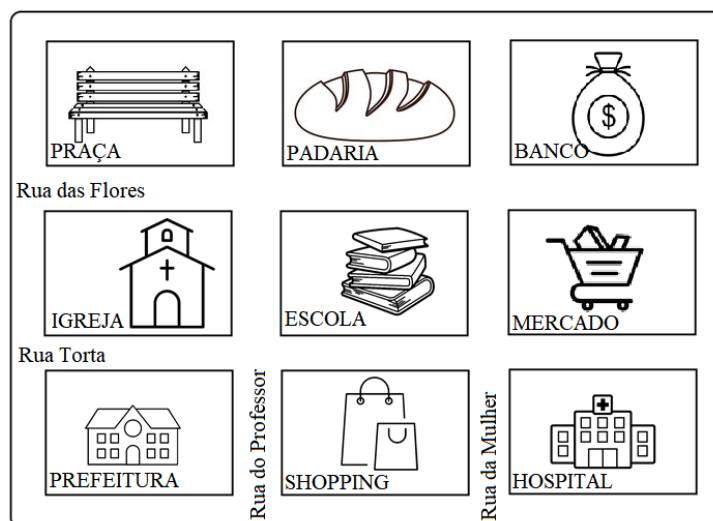 PRAÇA
PADARIA
$
BANCO
Rua das Flores
IGREJA
ESCOLA
MERCADO
Rua Torta
PREFEITURA
Rua do Professor
SHOPPING
Rua da Mulher
HOSPITAL